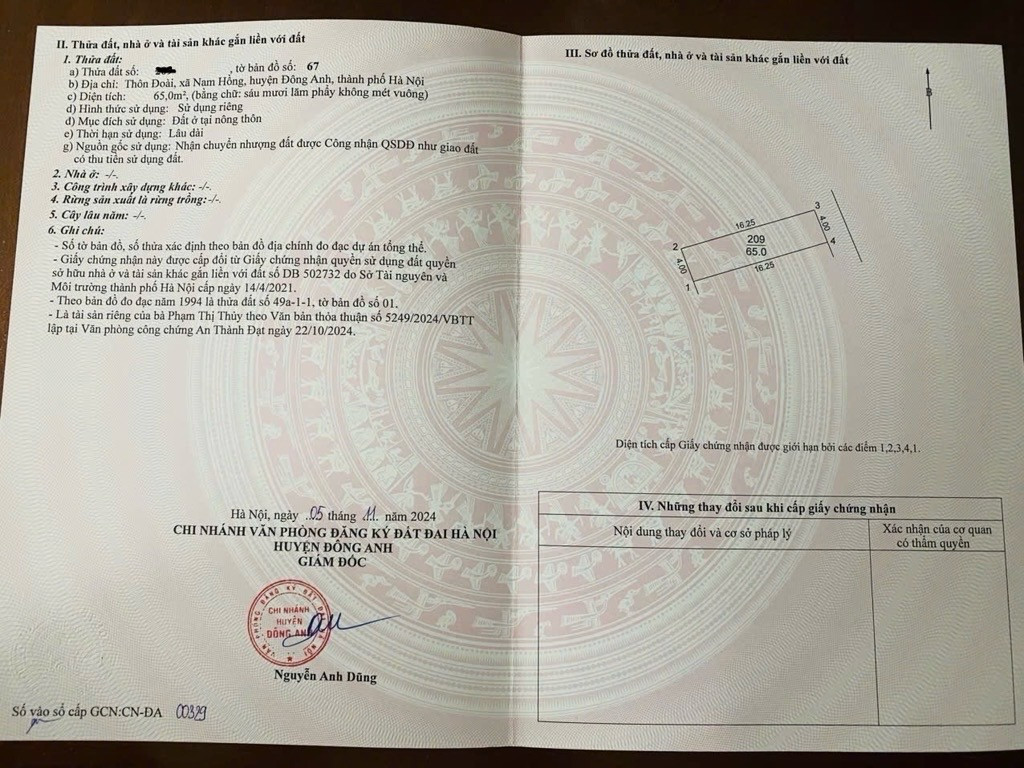 II. Thửa đất, nhà ở và tài sản khác gắn liền với đất
1. Thửa đất:
a) Thửa đất số: , tờ bản đồ số: 67
b) Địa chỉ: Thôn Đoài, xã Nam Hồng, huyện Đông Anh, thành phố Hà Nội
c) Diện tích: 65,0m², (bằng chữ: sáu mươi lăm phẩy không mét vuông)
d) Hình thức sử dụng: Sử dụng riêng
đ) Mục đích sử dụng: Đất ở tại nông thôn
e) Thời hạn sử dụng: Lâu dài
g) Nguồn gốc sử dụng: Nhận chuyển nhượng đất được Công nhận QSDĐ như giao đất
có thu tiền sử dụng đất.
2. Nhà ở: -/-.
3. Công trình xây dựng khác: -/-.
4. Rừng sản xuất là rừng trồng:-/-.
5. Cây lâu năm: -/-.
6. Ghi chú:
- Số tờ bản đồ, số thửa xác định theo bản đồ địa chính đo đạc dự án tổng thể.
- Giấy chứng nhận này được cấp đổi từ Giấy chứng nhận quyền sử dụng đất quyền
sở hữu nhà ở và tài sản khác gắn liền với đất số DB 502732 do Sở Tài nguyên và
Môi trường thành phố Hà Nội cấp ngày 14/4/2021.
- Theo bản đồ đo đạc năm 1994 là thửa đất số 49a-1-1, tờ bản đồ số 01.
- Là tài sản riêng của bà Phạm Thị Thủy theo Văn bản thỏa thuận số 5249/2024/VBTT
lập tại Văn phòng công chứng An Thành Đạt ngày 22/10/2024.
Hà Nội, ngày 05 tháng 11 năm 2024
CHI NHÁNH VĂN PHÒNG ĐĂNG KÝ ĐẤT ĐAI HÀ NỘI
HUYỆN ĐÔNG ANH
GIÁM ĐỐC
VĂN PHÒNG ĐĂNG KÝ ĐẤT ĐAI HÀ NỘI
CHI NHÁNH
HUYỆN
ĐÔNG ANH
Nguyễn Anh Dũng
Số vào sổ cấp GCN:CN-ĐA 00329
III. Sơ đồ thửa đất, nhà ở và tài sản khác gắn liền với đất
B
3
16.25
4.00
2
209
65.0
4
4.00
16.25
1
Diện tích cấp Giấy chứng nhận được giới hạn bởi các điểm 1,2,3,4,1.
IV. Những thay đổi sau khi cấp giấy chứng nhận
Nội dung thay đổi và cơ sở pháp lý
Xác nhận của cơ quan
có thẩm quyền